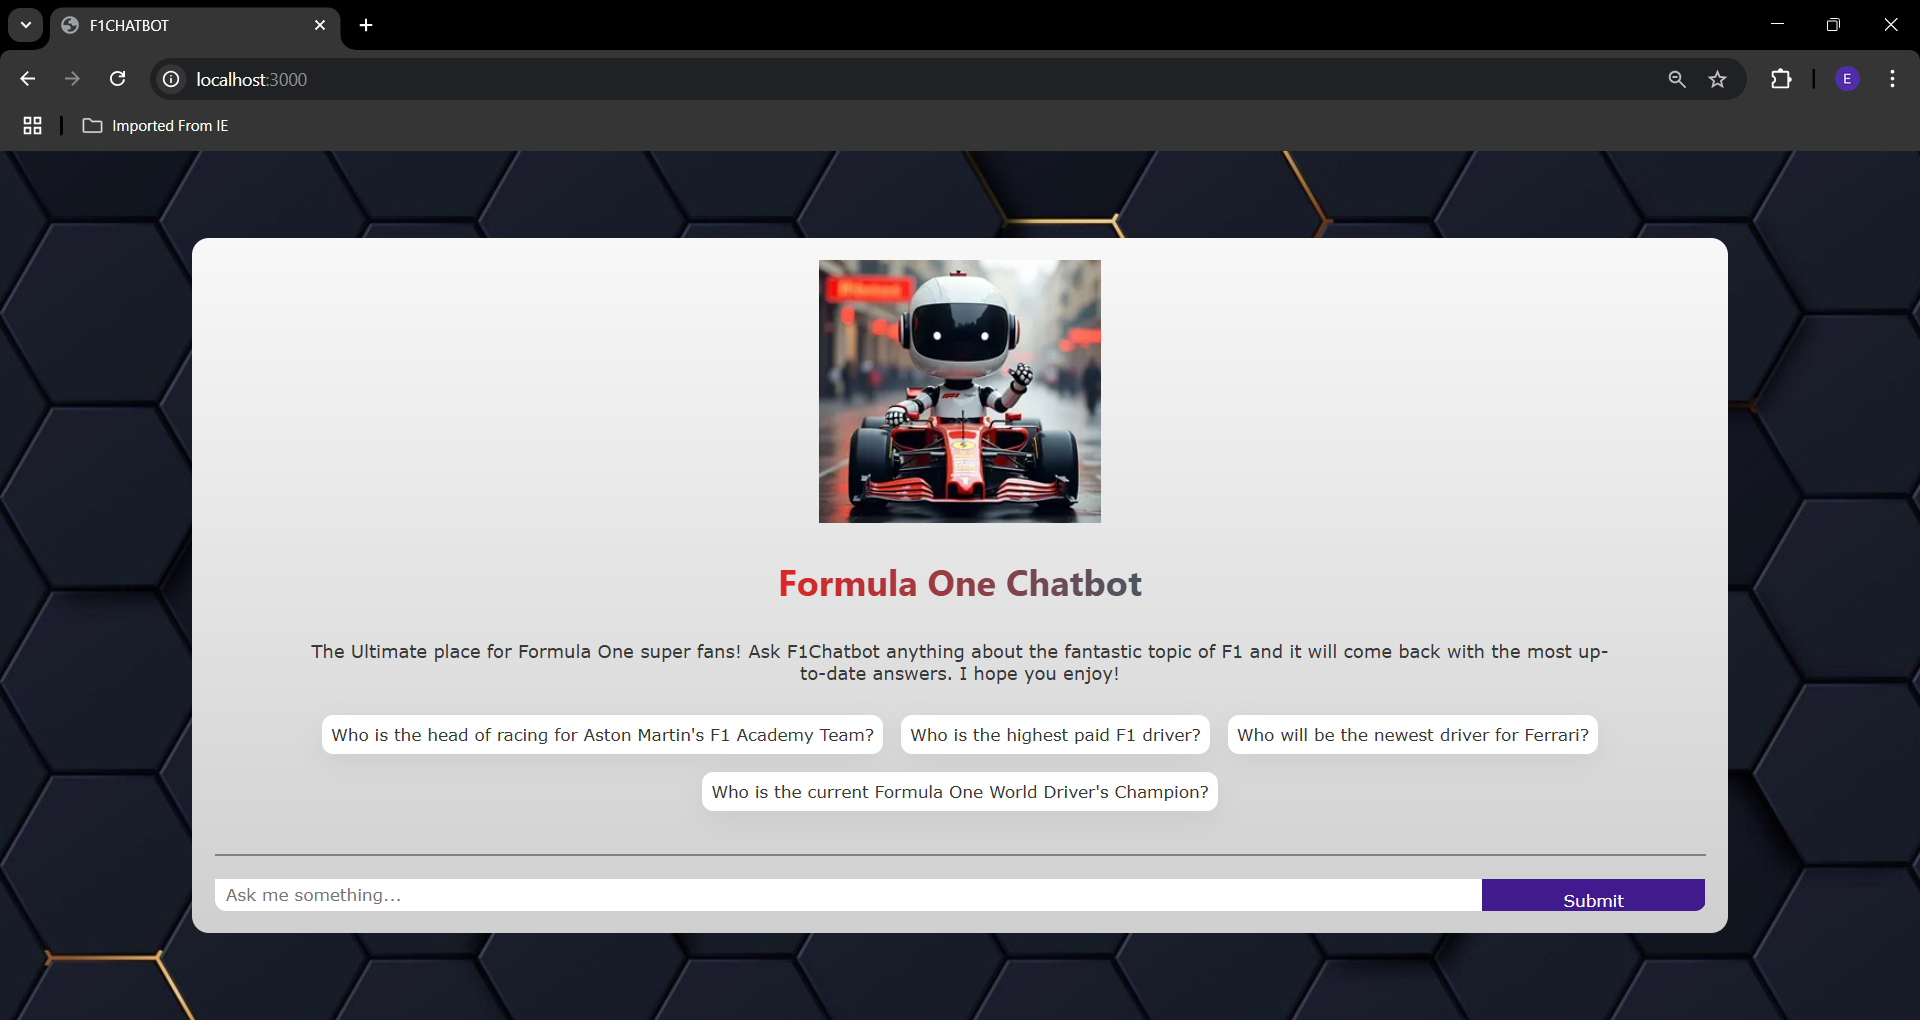 F1CHATBOT
localhost:3000
E
Imported From IE
Formula One Chatbot
The Ultimate place for Formula One super fans! Ask F1Chatbot anything about the fantastic topic of F1 and it will come back with the most up-
to-date answers. I hope you enjoy!
Who is the head of racing for Aston Martin's F1 Academy Team?
Who is the highest paid F1 driver?
Who will be the newest driver for Ferrari?
Who is the current Formula One World Driver's Champion?
Ask me something...
Submit